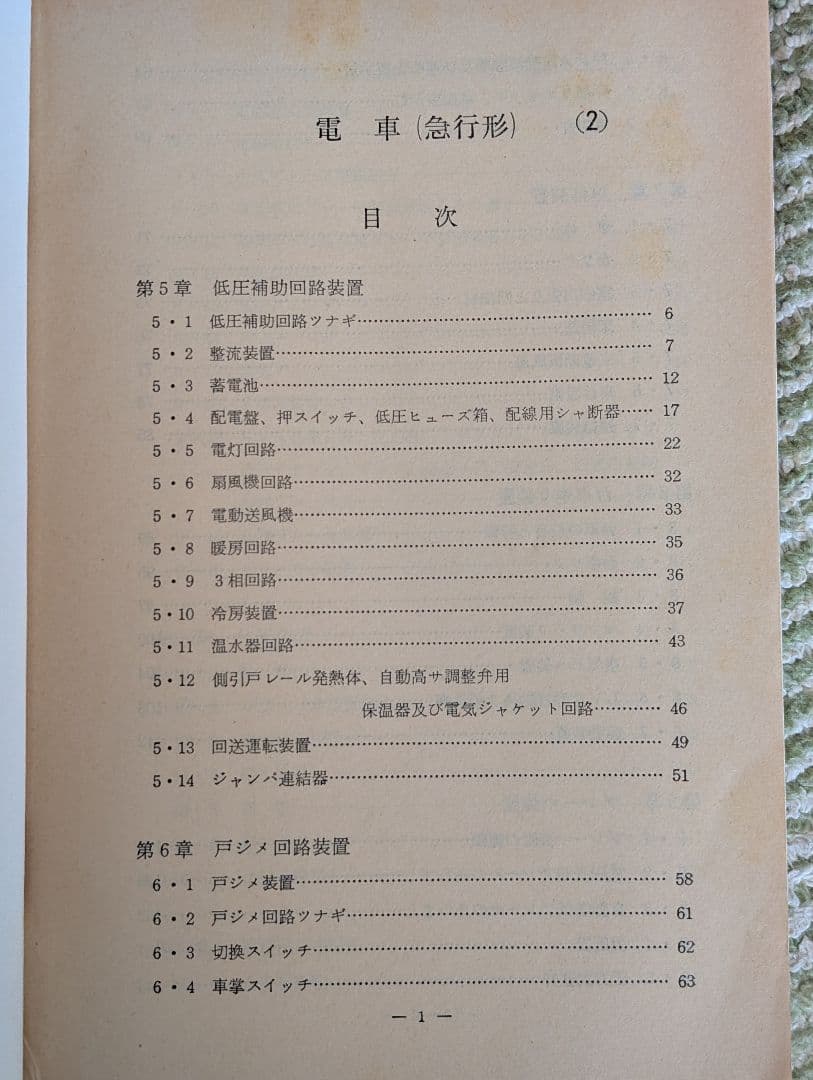 電　車(急行形)　(2)
目　次
第5章　低圧補助回路装置
5・1　低圧補助回路ツナギ……………………………………………… 6
5・2　整流装置…………………………………………………………… 7
5・3　蓄電池……………………………………………………………… 12
5・4　配電盤、押スイッチ、低圧ヒューズ箱、配線用シャ断器…… 17
5・5　電灯回路…………………………………………………………… 22
5・6　扇風機回路………………………………………………………… 32
5・7　電動送風機………………………………………………………… 33
5・8　暖房回路…………………………………………………………… 35
5・9　3相回路…………………………………………………………… 36
5・10　冷房装置…………………………………………………………… 37
5・11　温水器回路………………………………………………………… 43
5・12　側引戸レール発熱体、自動高サ調整弁用
保温器及び電気ジャケット回路………… 46
5・13　回送運転装置……………………………………………………… 49
5・14　ジャンパ連結器…………………………………………………… 51
第6章　戸ジメ回路装置
6・1　戸ジメ装置………………………………………………………… 58
6・2　戸ジメ回路ツナギ………………………………………………… 61
6・3　切換スイッチ……………………………………………………… 62
6・4　車掌スイッチ……………………………………………………… 63
— 1 —